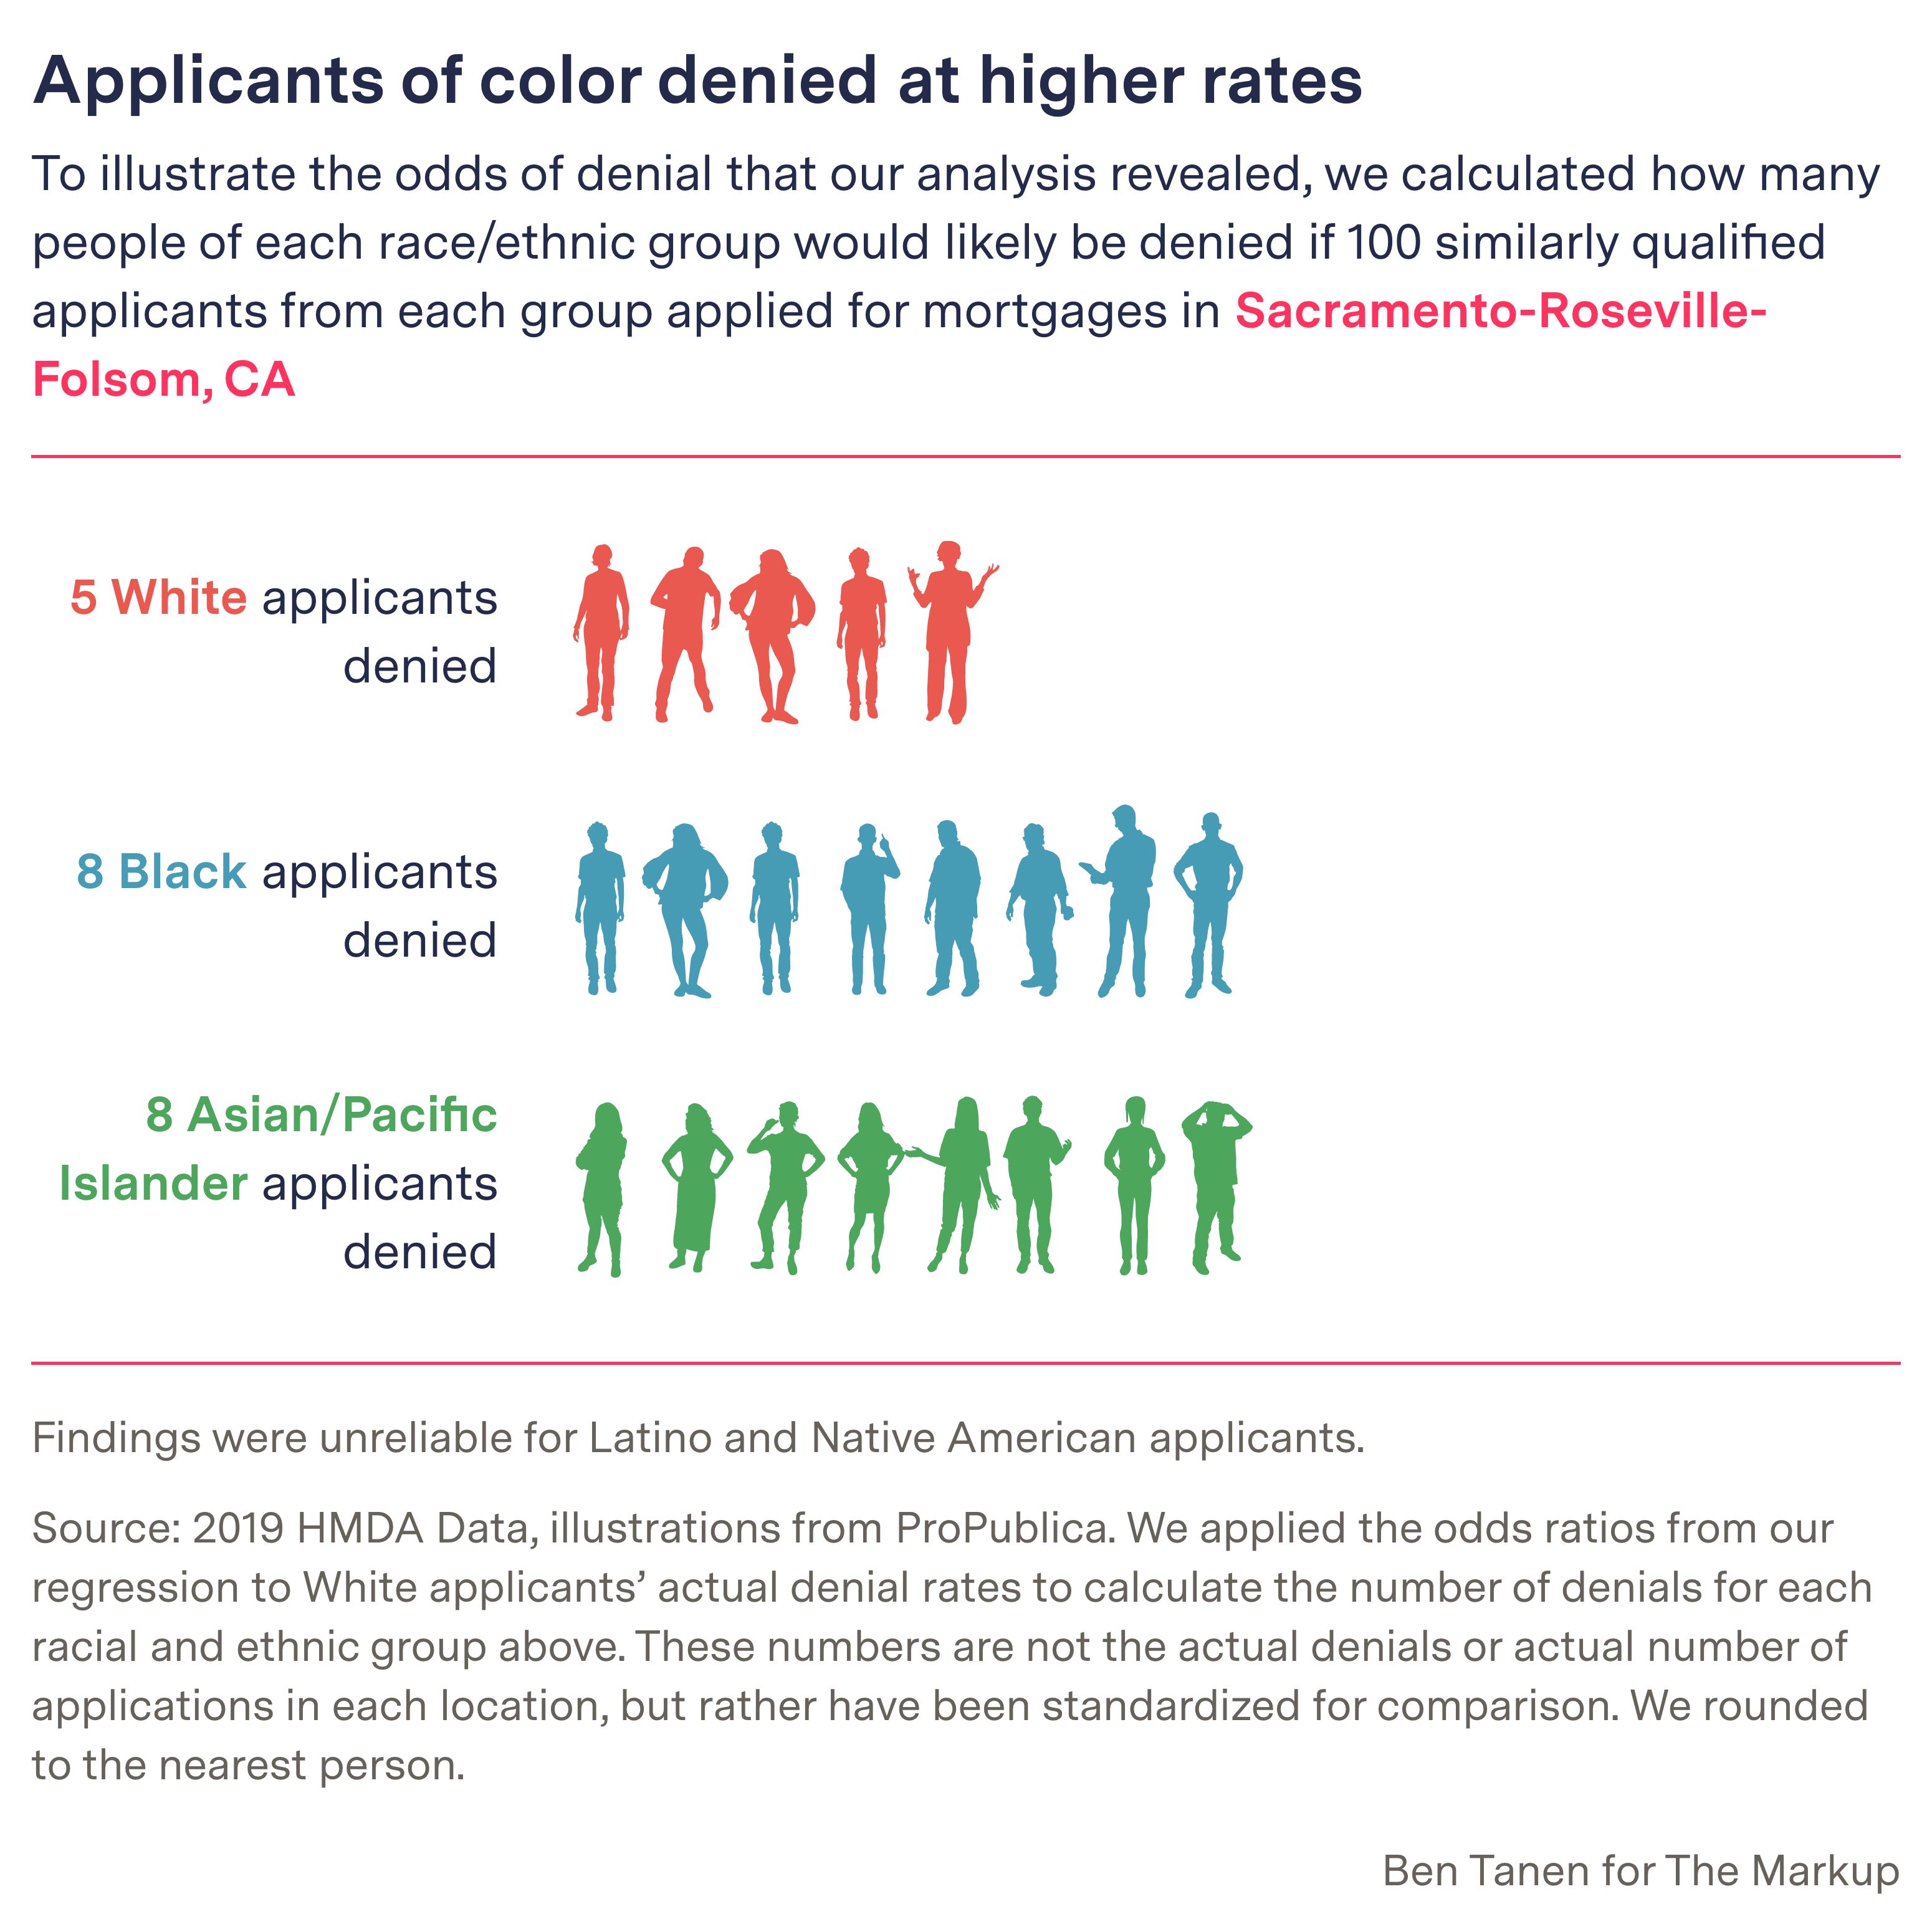 Applicants of color denied at higher rates
To illustrate the odds of denial that our analysis revealed, we calculated how many
people of each race/ethnic group would likely be denied if 100 similarly qualified
applicants from each group applied for mortgages in Sacramento-Roseville-
Folsom, CA
5 White applicants
denied
8 Black applicants
denied
8 Asian/Pacific
Islander applicants
denied
Findings were unreliable for Latino and Native American applicants.
Source: 2019 HMDA Data, illustrations from ProPublica. We applied the odds ratios from our
regression to White applicants’ actual denial rates to calculate the number of denials for each
racial and ethnic group above. These numbers are not the actual denials or actual number of
applications in each location, but rather have been standardized for comparison. We rounded
to the nearest person.
Ben Tanen for The Markup